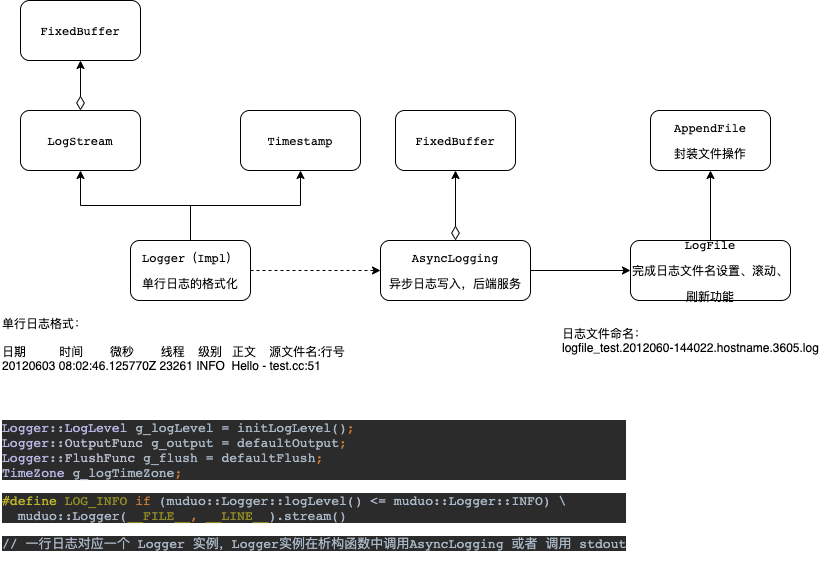 FixedBuffer
LogStream
Timestamp
FixedBuffer
AppendFile
封装文件操作
Logger（Impl）
单行日志的格式化
AsyncLogging
异步日志写入，后端服务
LogFile
完成日志文件名设置、滚动、
刷新功能
单行日志格式：
日期 时间 微秒 线程 级别 正文 源文件名:行号
20120603 08:02:46.125770Z 23261 INFO Hello - test.cc:51
日志文件命名：
logfile_test.2012060-144022.hostname.3605.log
Logger::LogLevel g_logLevel = initLogLevel();
Logger::OutputFunc g_output = defaultOutput;
Logger::FlushFunc g_flush = defaultFlush;
TimeZone g_logTimeZone;
#define LOG_INFO if (muduo::Logger::logLevel() <= muduo::Logger::INFO) \
muduo::Logger(__FILE__, __LINE__).stream()
// 一行日志对应一个 Logger 实例，Logger实例在析构函数中调用AsyncLogging 或者 调用 stdout